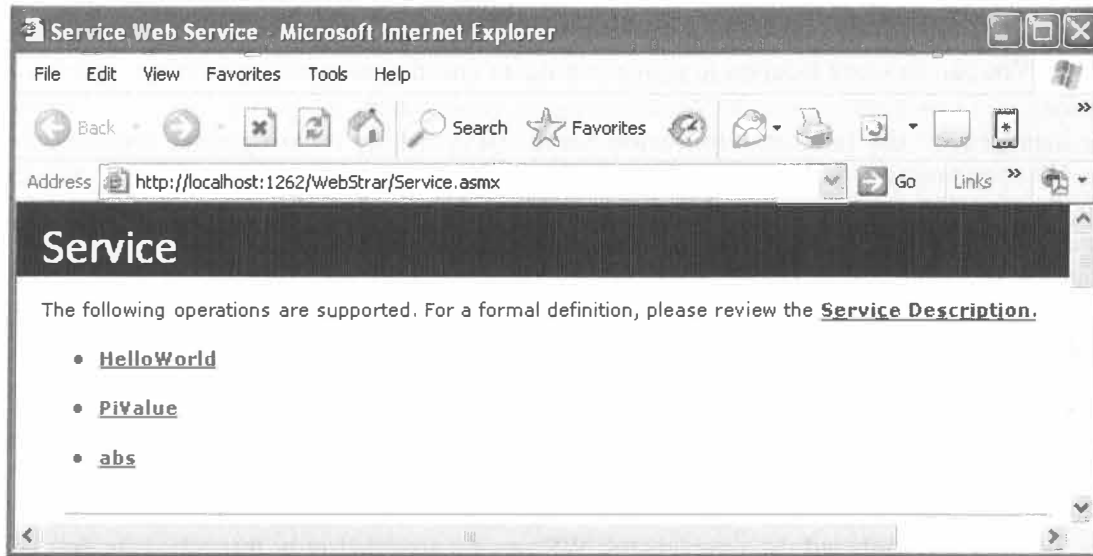 Service Web Service - Microsoft Internet Explorer
File Edit View Favorites Tools Help
Back Search Favorites
Address http://localhost:1262/WebStrar/Service.asmx Go Links »
Service
The following operations are supported. For a formal definition, please review the Service Description.
• HelloWorld
• PiValue
• abs